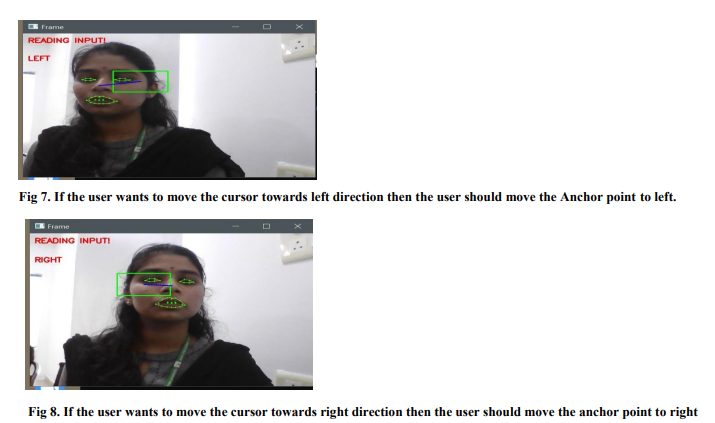 Frame
READING INPUT!
LEFT
Fig 7. If the user wants to move the cursor towards left direction then the user should move the Anchor point to left.
Frame
READING INPUT!
RIGHT
Fig 8. If the user wants to move the cursor towards right direction then the user should move the anchor point to right